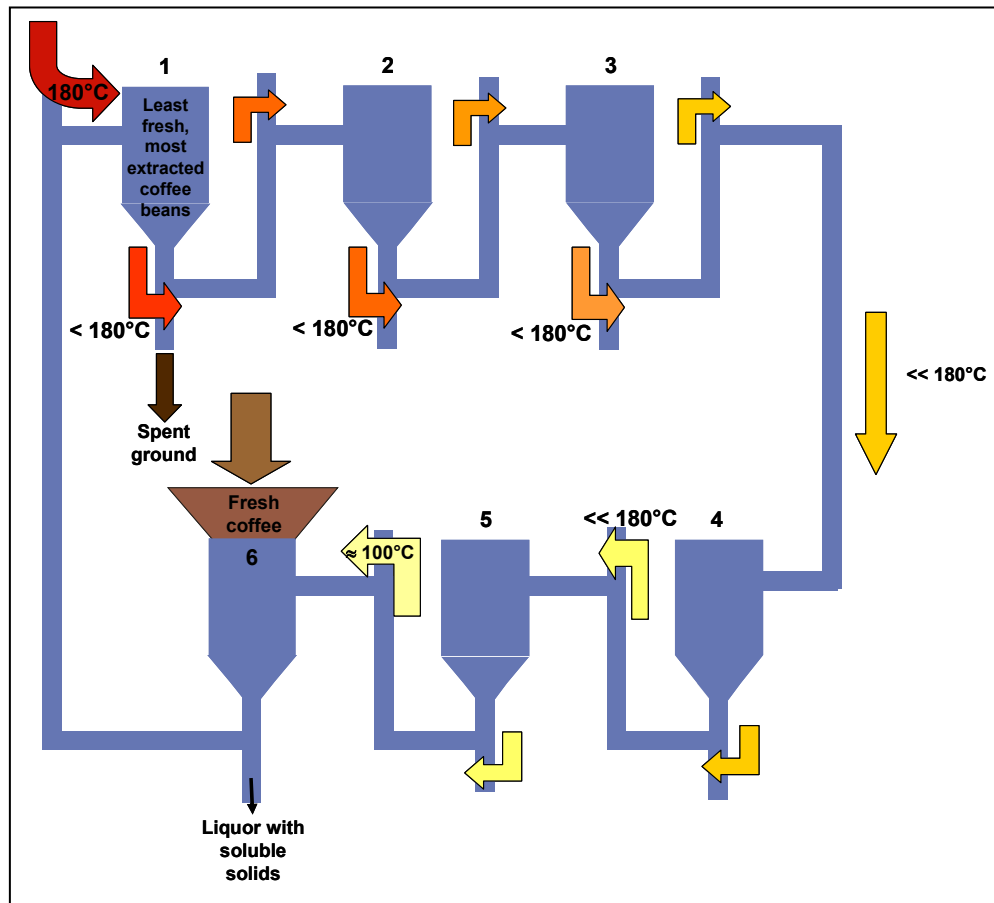 1
2
3
180°C
Least
fresh,
most
extracted
coffee
beans
< 180°C
< 180°C
< 180°C
<< 180°C
Spent
ground
Fresh
coffee
6
5
<< 180°C
4
≈ 100°C
Liquor with
soluble
solids